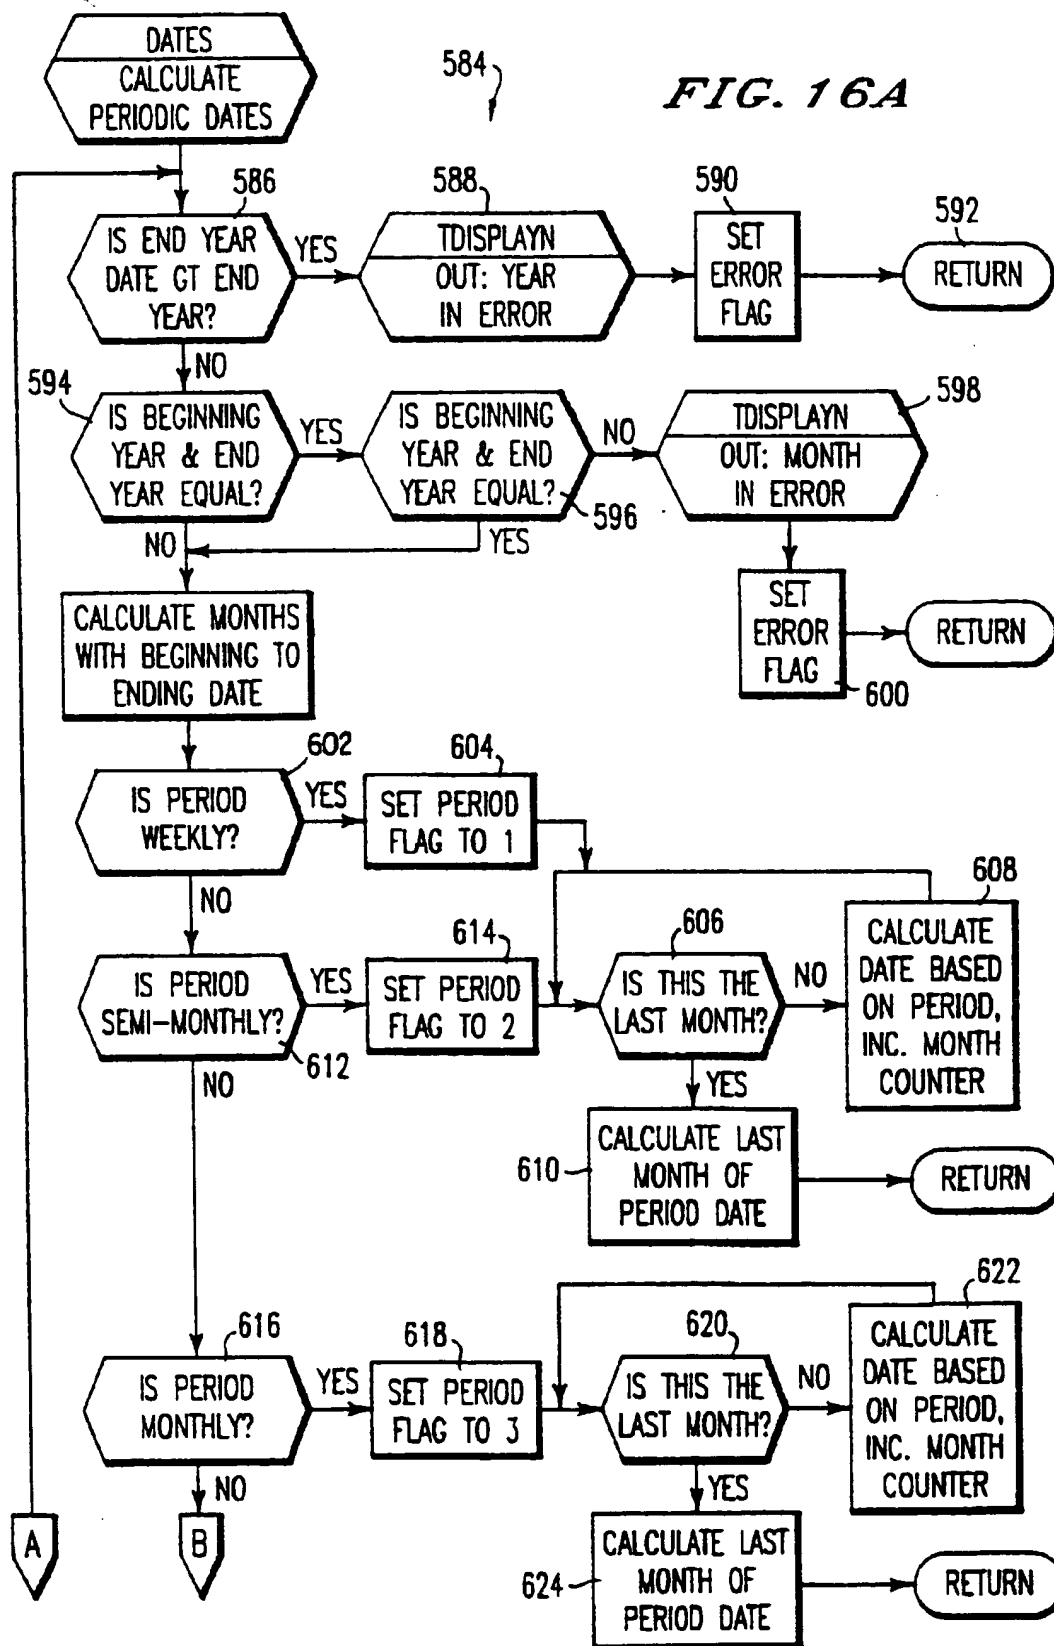 DATES
CALCULATE
PERIODIC DATES
584
FIG. 16A
586
IS END YEAR
DATE GT END
YEAR?
YES
NO
588
TDISPLAYN
OUT: YEAR
IN ERROR
590
SET
ERROR
FLAG
592
RETURN
594
IS BEGINNING
YEAR & END
YEAR EQUAL?
YES
NO
IS BEGINNING
YEAR & END
YEAR EQUAL?
596
NO
YES
598
TDISPLAYN
OUT: MONTH
IN ERROR
SET
ERROR
FLAG
600
RETURN
CALCULATE MONTHS
WITH BEGINNING TO
ENDING DATE
602
IS PERIOD
WEEKLY?
YES
NO
604
SET PERIOD
FLAG TO 1
IS PERIOD
SEMI-MONTHLY?
612
YES
NO
614
SET PERIOD
FLAG TO 2
606
IS THIS THE
LAST MONTH?
NO
YES
608
CALCULATE
DATE BASED
ON PERIOD,
INC. MONTH
COUNTER
610
CALCULATE LAST
MONTH OF
PERIOD DATE
RETURN
616
IS PERIOD
MONTHLY?
YES
NO
618
SET PERIOD
FLAG TO 3
620
IS THIS THE
LAST MONTH?
NO
YES
622
CALCULATE
DATE BASED
ON PERIOD,
INC. MONTH
COUNTER
624
CALCULATE LAST
MONTH OF
PERIOD DATE
RETURN
A
B